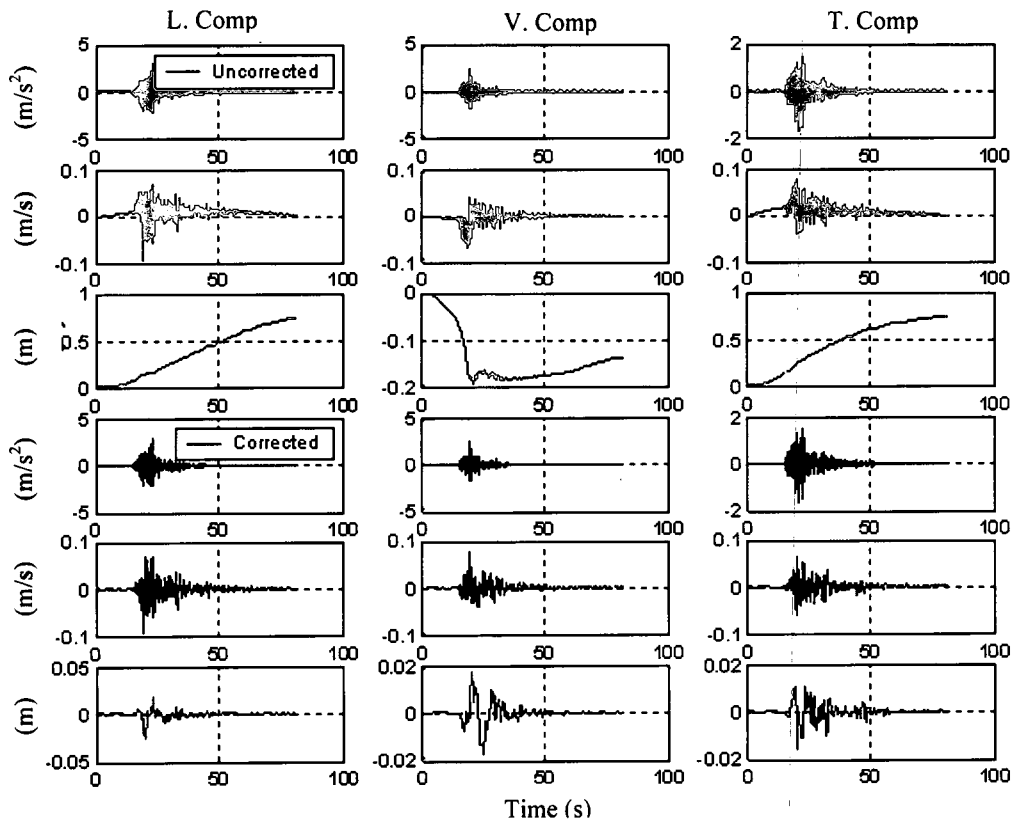 L. Comp V. Comp T. Comp
5 5 2
Uncorrected
(m/s²) 0 0 0
-5 -5 -2
0 50 100 0 50 100 0 50 100
0.1 0.1 0.1
(m/s) 0 0 0
-0.1 -0.1 -0.1
0 50 100 0 50 100 0 50 100
1 0 1
(m) 0.5 -0.1 0.5
0 -0.2 0
0 50 100 0 50 100 0 50 100
5 5 2
Corrected
(m/s²) 0 0 0
-5 -5 -2
0 50 100 0 50 100 0 50 100
0.1 0.1 0.1
(m/s) 0 0 0
-0.1 -0.1 -0.1
0 50 100 0 50 100 0 50 100
0.05 0.02 0.02
(m) 0 0 0
-0.05 -0.02 -0.02
0 50 100 0 50 100 0 50 100
Time (s)